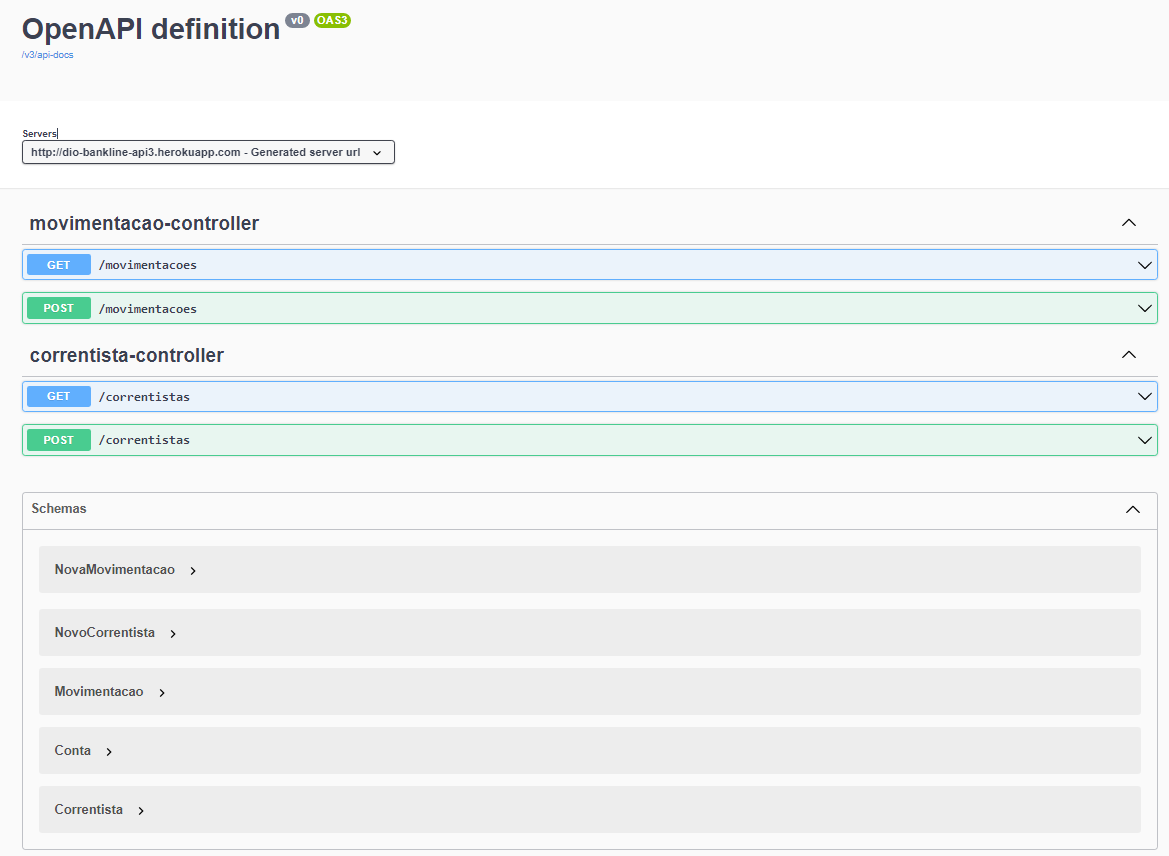 OpenAPI definition v0 OAS3
/v3/api-docs
Servers
http://dio-bankline-api3.herokuapp.com - Generated server url
movimentacao-controller
GET /movimentacoes
POST /movimentacoes
correntista-controller
GET /correntistas
POST /correntistas
Schemas
NovaMovimentacao
NovoCorrentista
Movimentacao
Conta
Correntista